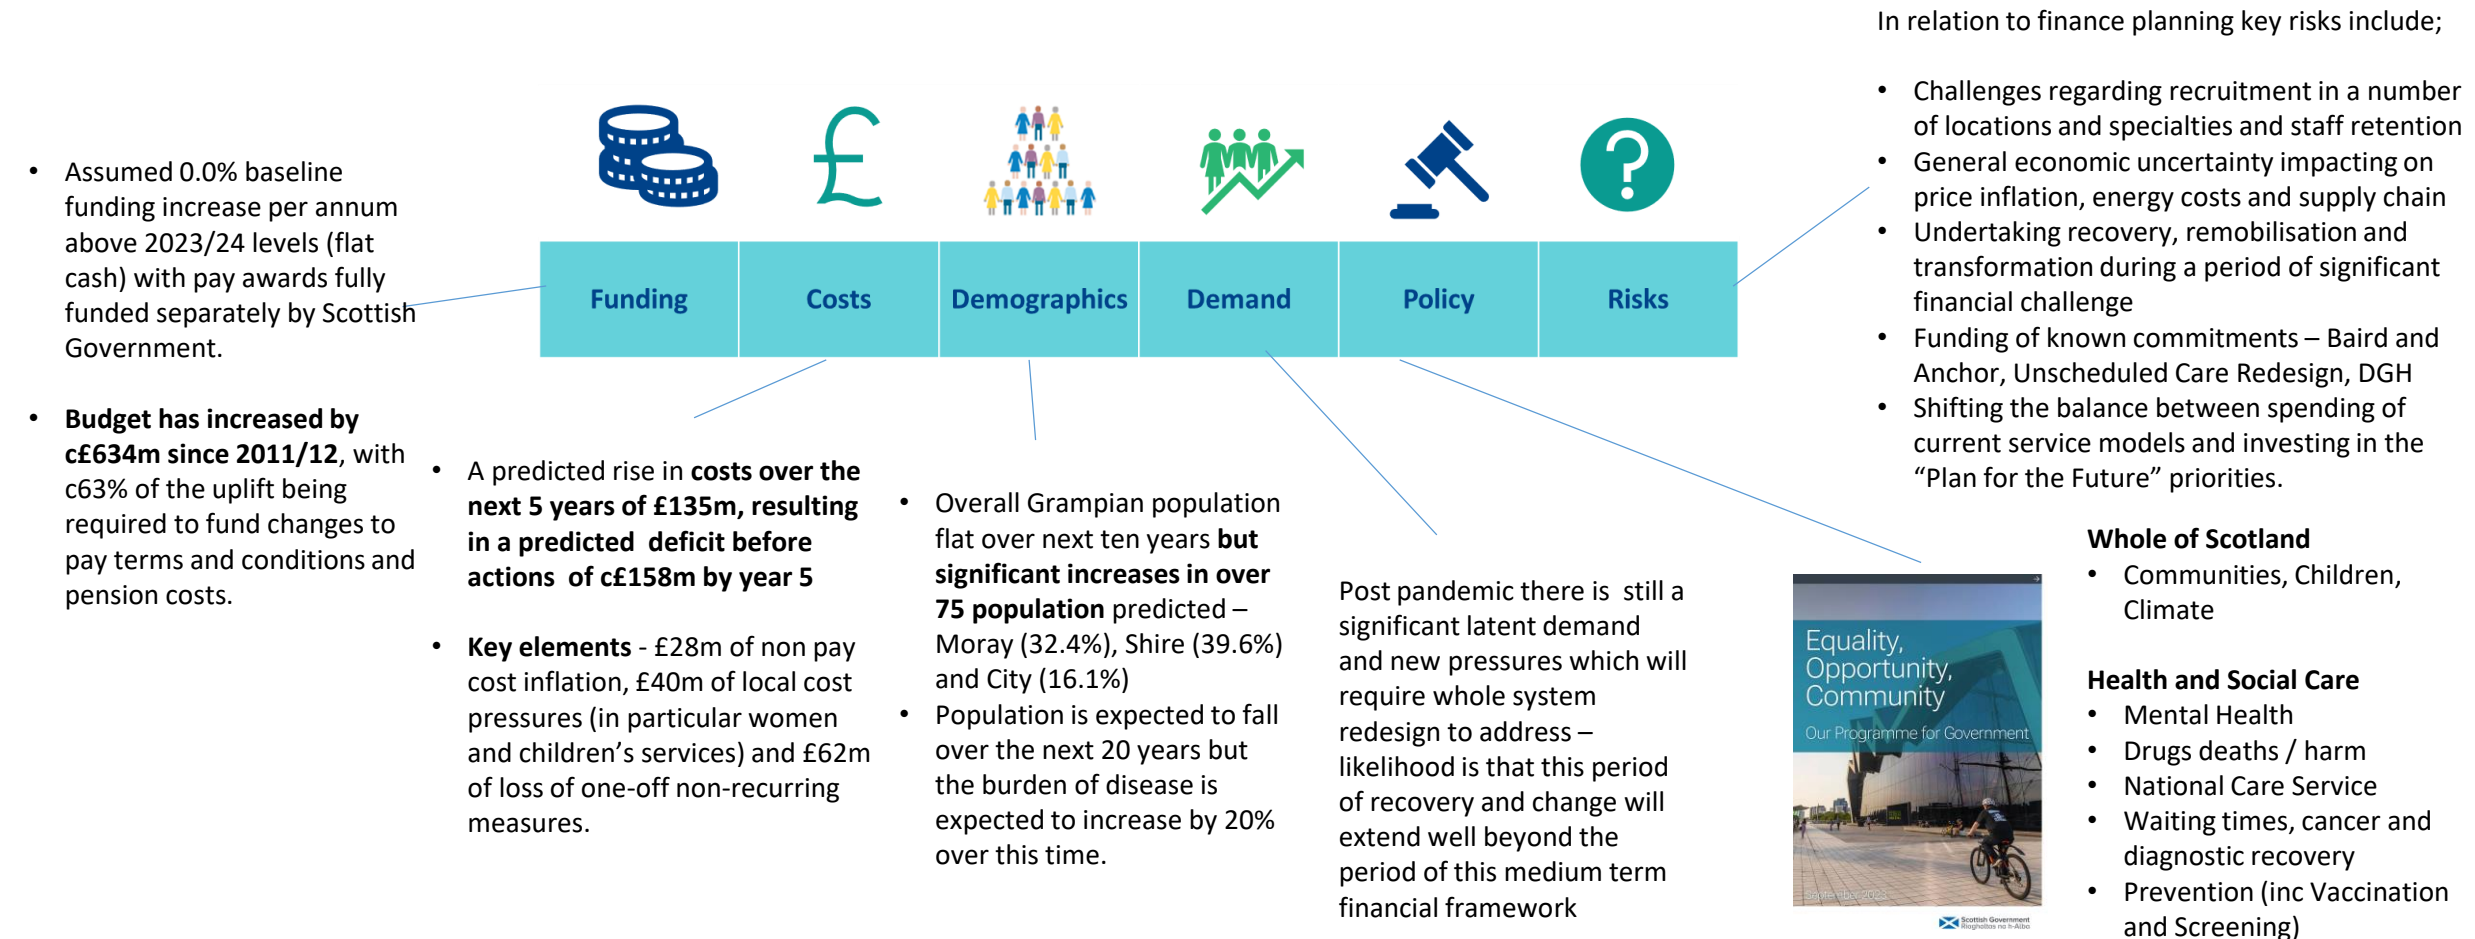 In relation to finance planning key risks include;
• Challenges regarding recruitment in a number
of locations and specialties and staff retention
• General economic uncertainty impacting on
price inflation, energy costs and supply chain
• Undertaking recovery, remobilisation and
transformation during a period of significant
financial challenge
• Funding of known commitments – Baird and
Anchor, Unscheduled Care Redesign, DGH
• Shifting the balance between spending of
current service models and investing in the
“Plan for the Future” priorities.
£
?
Funding
Costs
Demographics
Demand
Policy
Risks
• Assumed 0.0% baseline
funding increase per annum
above 2023/24 levels (flat
cash) with pay awards fully
funded separately by Scottish
Government.
• Budget has increased by
c£634m since 2011/12, with
c63% of the uplift being
required to fund changes to
pay terms and conditions and
pension costs.
• A predicted rise in costs over the
next 5 years of £135m, resulting
in a predicted deficit before
actions of c£158m by year 5
• Key elements - £28m of non pay
cost inflation, £40m of local cost
pressures (in particular women
and children’s services) and £62m
of loss of one-off non-recurring
measures.
• Overall Grampian population
flat over next ten years but
significant increases in over
75 population predicted –
Moray (32.4%), Shire (39.6%)
and City (16.1%)
• Population is expected to fall
over the next 20 years but
the burden of disease is
expected to increase by 20%
over this time.
Post pandemic there is still a
significant latent demand
and new pressures which will
require whole system
redesign to address –
likelihood is that this period
of recovery and change will
extend well beyond the
period of this medium term
financial framework
Equality,
Opportunity,
Community
Our Programme for Government
September 2023
Scottish Government
Riaghaltas na h-Alba
Whole of Scotland
• Communities, Children,
Climate
Health and Social Care
• Mental Health
• Drugs deaths / harm
• National Care Service
• Waiting times, cancer and
diagnostic recovery
• Prevention (inc Vaccination
and Screening)